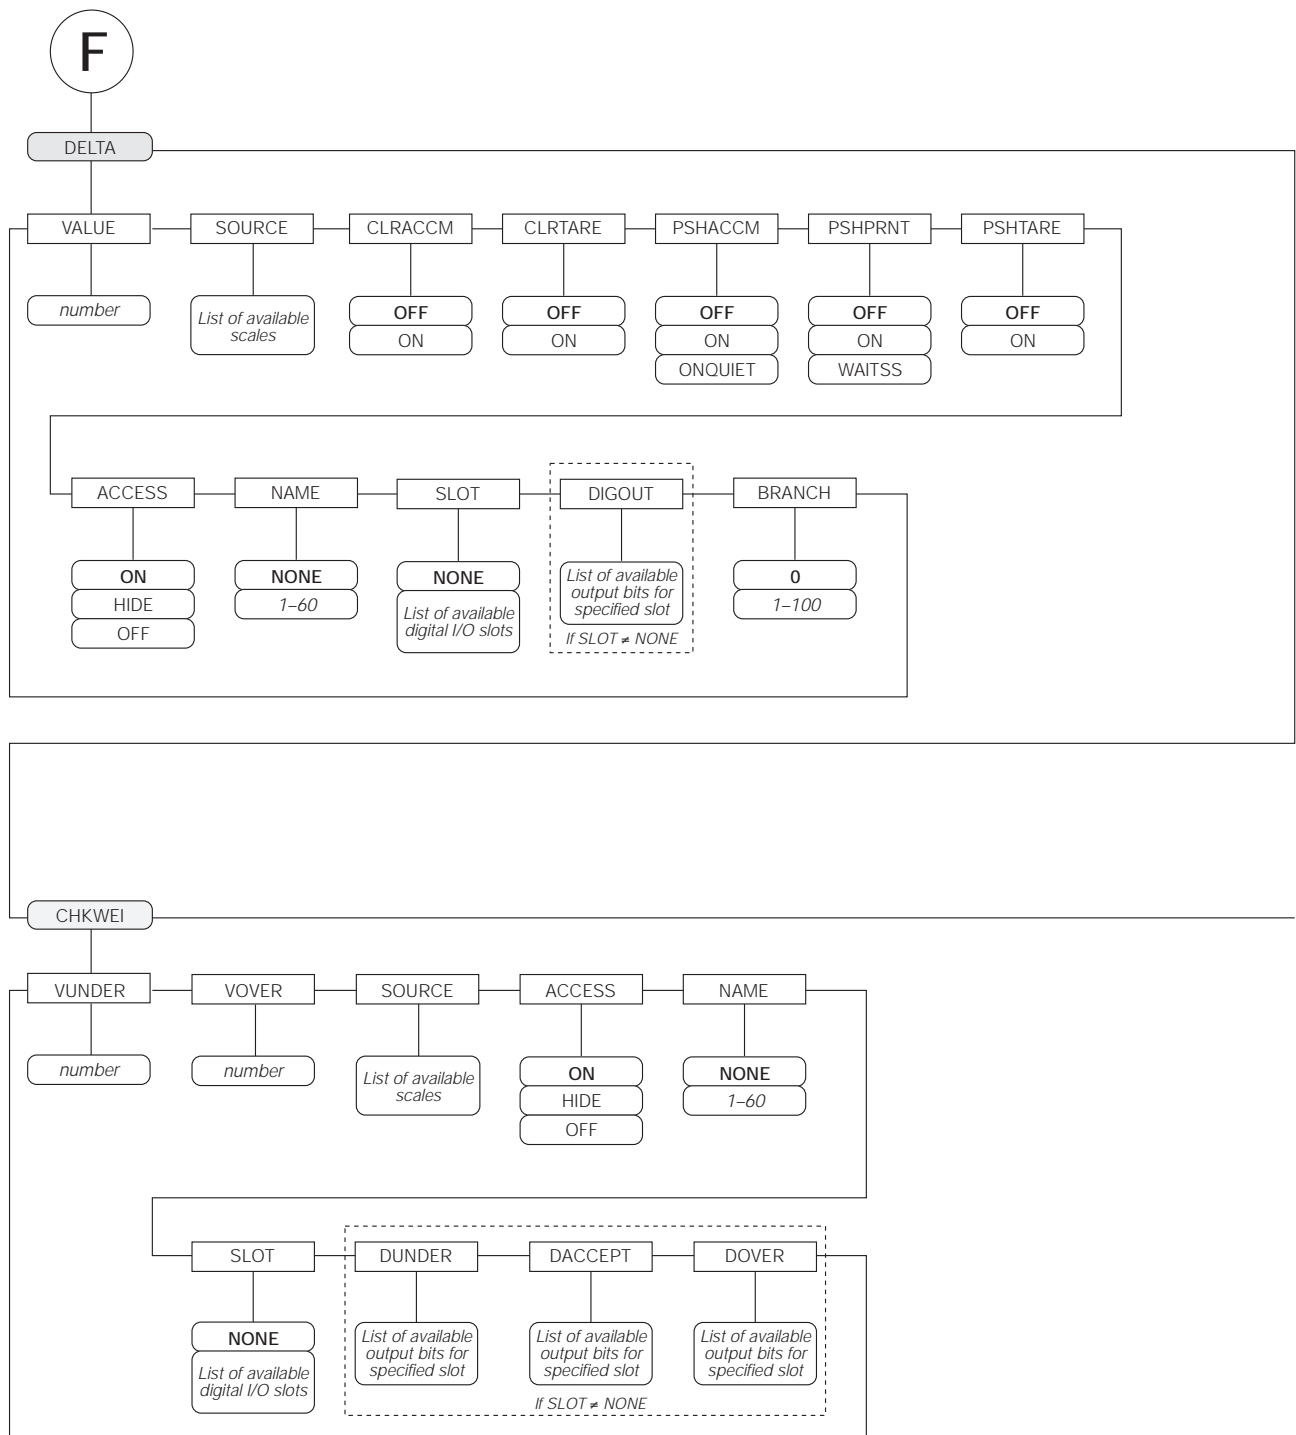 F
DELTA
VALUE SOURCE CLRACCM CLRTARE PSHACCM PSHPRNT PSHTARE
number
List of available
scales
OFF
ON
OFF
ON
OFF
ON
ONQUIET
OFF
ON
WAITSS
OFF
ON
ACCESS NAME SLOT DIGOUT BRANCH
ON
HIDE
OFF
NONE
1–60
NONE
List of available
digital I/O slots
List of available
output bits for
specified slot
If SLOT ≠ NONE
0
1–100
CHKWEI
VUNDER VOVER SOURCE ACCESS NAME
number
number
List of available
scales
ON
HIDE
OFF
NONE
1–60
SLOT DUNDER DACCEPT DOVER
NONE
List of available
digital I/O slots
List of available
output bits for
specified slot
List of available
output bits for
specified slot
List of available
output bits for
specified slot
If SLOT ≠ NONE